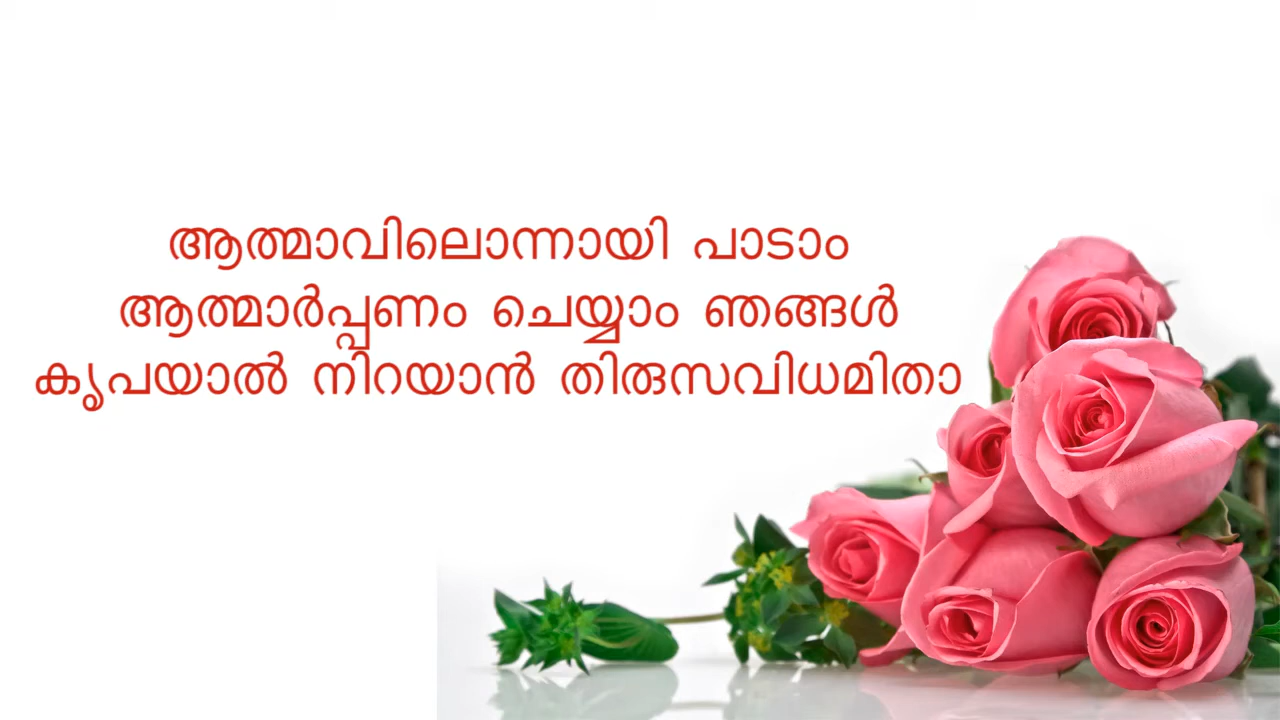 ആത്മാവിലൊന്നായി പാടാം
ആത്മാർപ്പണം ചെയ്യാം ഞങ്ങൾ
കൃപയാൽ നിറയാൻ തിരുസവിധമിതാ